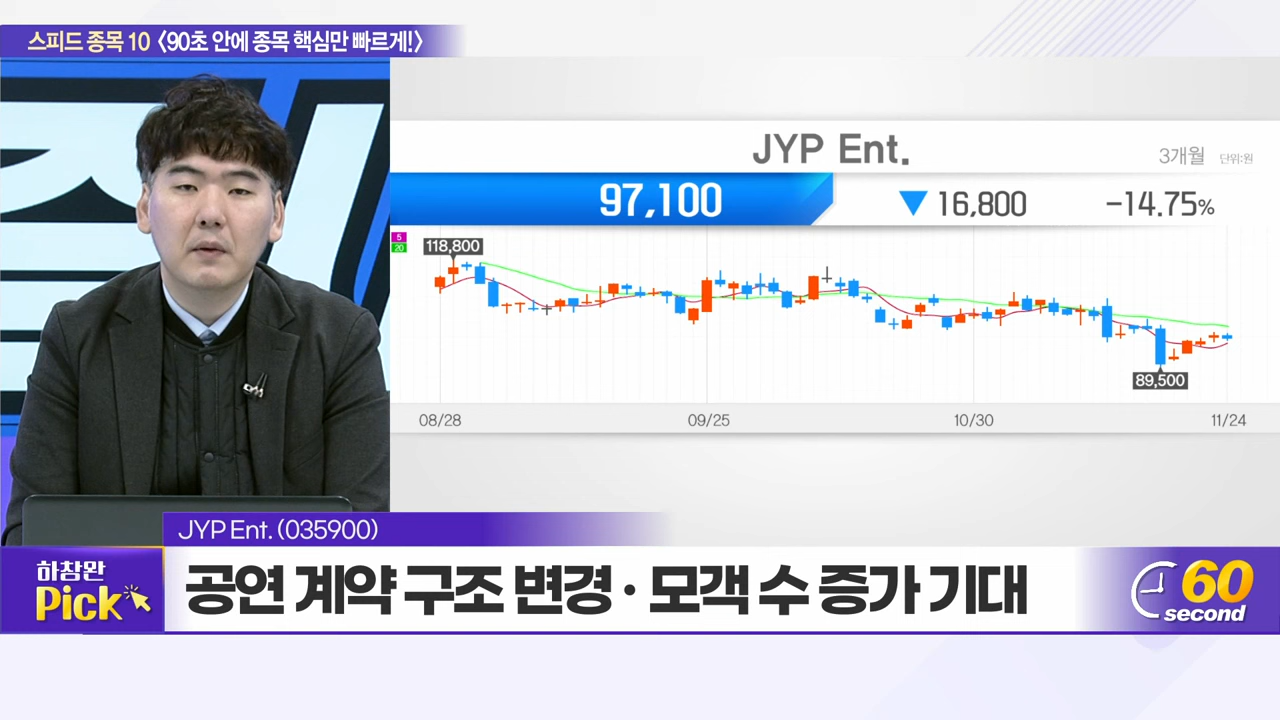 스피드 종목 10 〈90초 안에 종목 핵심만 빠르게!〉
JYP Ent.
3개월 단위:원
97,100 ▼ 16,800 -14.75%
5
20
118,800
89,500
08/28 09/25 10/30 11/24
JYP Ent. (035900)
하창완
Pick
공연 계약 구조 변경 · 모객 수 증가 기대
60
second